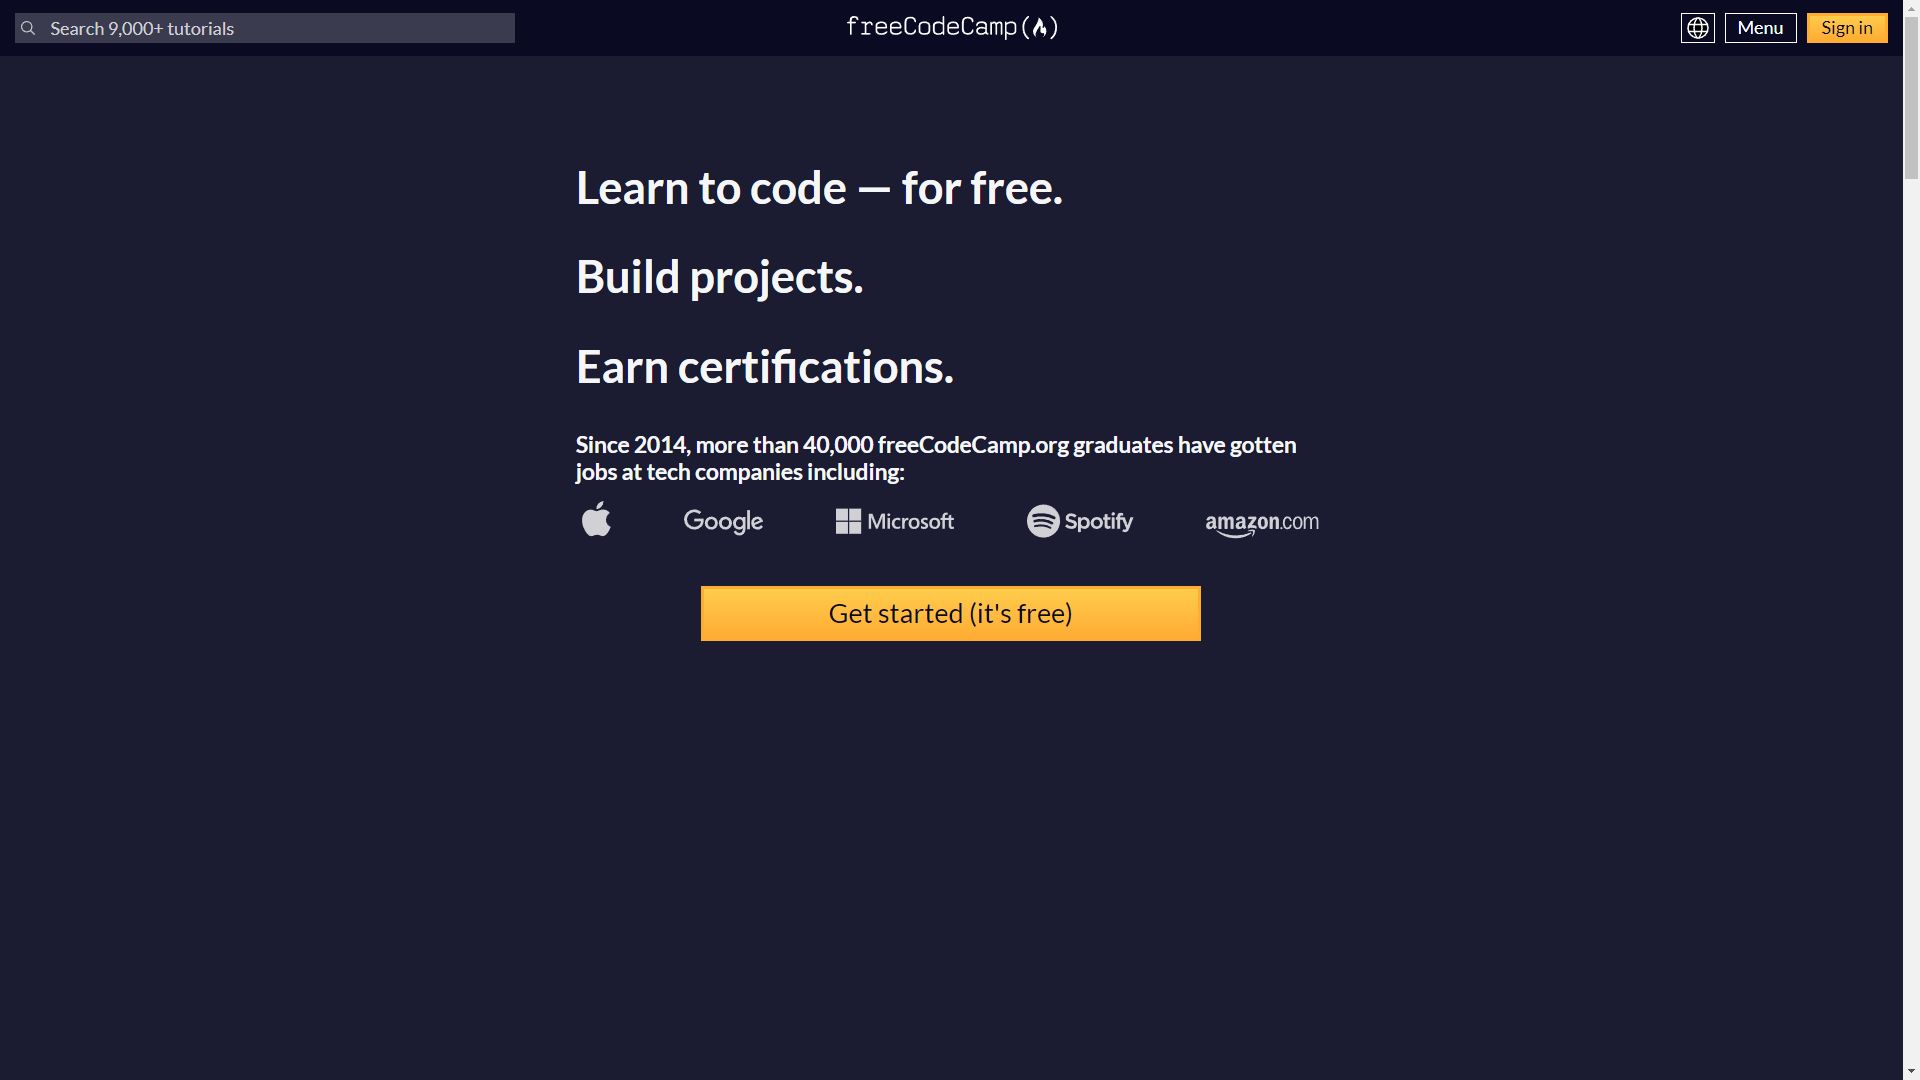 Search 9,000+ tutorials
freeCodeCamp(
)
Menu
Sign in
Learn to code — for free.
Build projects.
Earn certifications.
Since 2014, more than 40,000 freeCodeCamp.org graduates have gotten
jobs at tech companies including:
Google
Microsoft
Spotify
amazon.com
Get started (it's free)